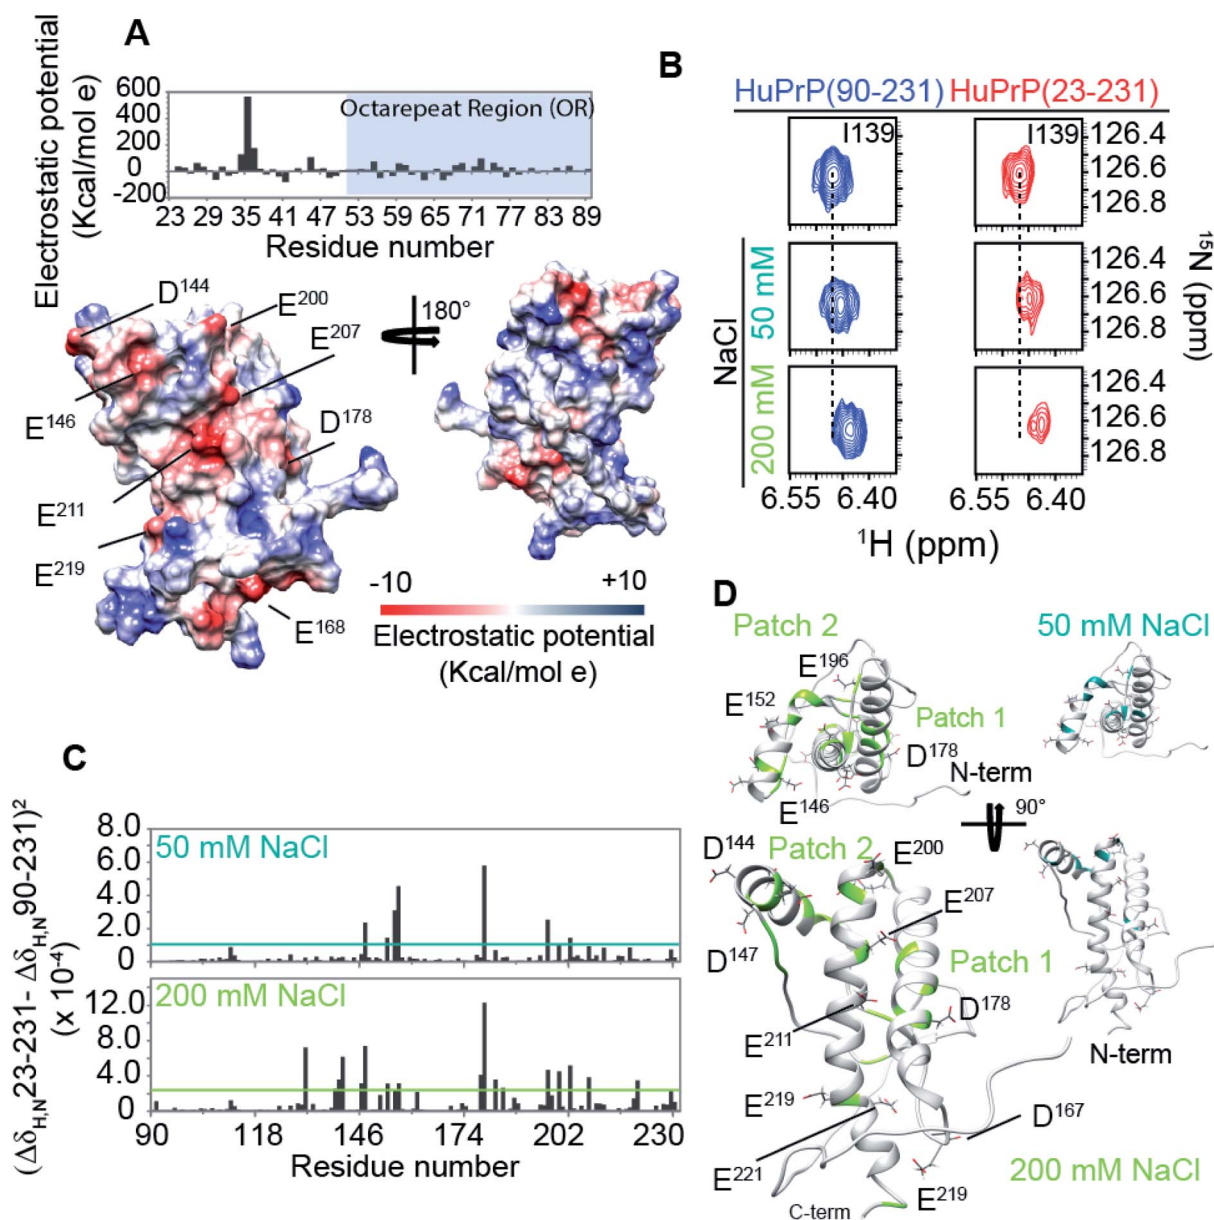 A
Electrostatic potential
(Kcal/mol e)
600
400
200
0
-200
Octarepeat Region (OR)
23 29 35 41 47 53 59 65 71 77 83 89
Residue number
D144
E200
E207
180°
E146
D178
E211
E219
E168
-10 +10
Electrostatic potential
(Kcal/mol e)
B
HuPrP(90-231) HuPrP(23-231)
I139 I139
126.4
126.6
126.8
NaCl
50 mM
126.4
126.6
126.8
200 mM
126.4
126.6
126.8
15N (ppm)
6.55 6.40 6.55 6.40
1H (ppm)
C
(ΔδH,N23-231- ΔδH,N90-231)2
(x 10-4)
8.0
6.0
4.0
2.0
0
50 mM NaCl
12.0
8.0
4.0
0
200 mM NaCl
90 118 146 174 202 230
Residue number
D
Patch 2
50 mM NaCl
E196
E152
Patch 1
D178
N-term
E146
90°
D144
Patch 2
E200
E207
D147
Patch 1
D178
E211
N-term
E219
D167
E221
E219
200 mM NaCl
C-term